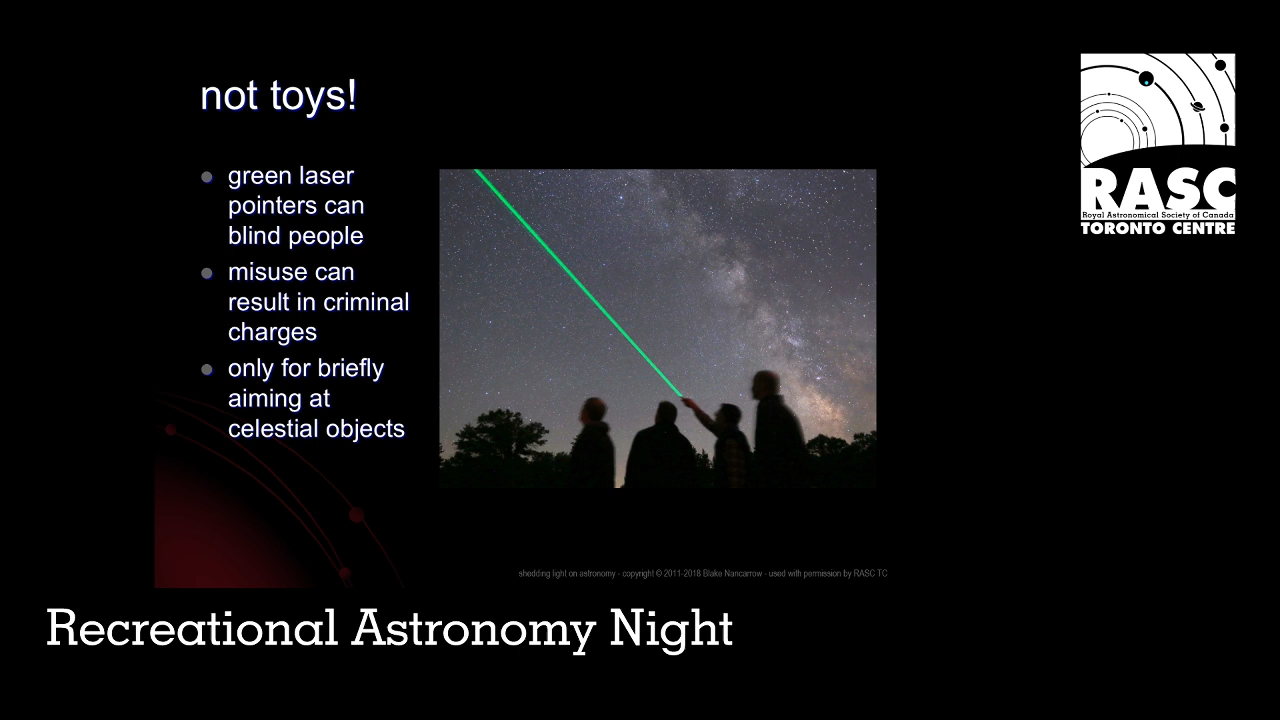 not toys!
green laser
pointers can
blind people
misuse can
result in criminal
charges
only for briefly
aiming at
celestial objects
RASC
Royal Astronomical Society of Canada
TORONTO CENTRE
shedding light on astronomy - copyright © 2011-2018 Blake Nancarrow - used with permission by RASC TC
Recreational Astronomy Night